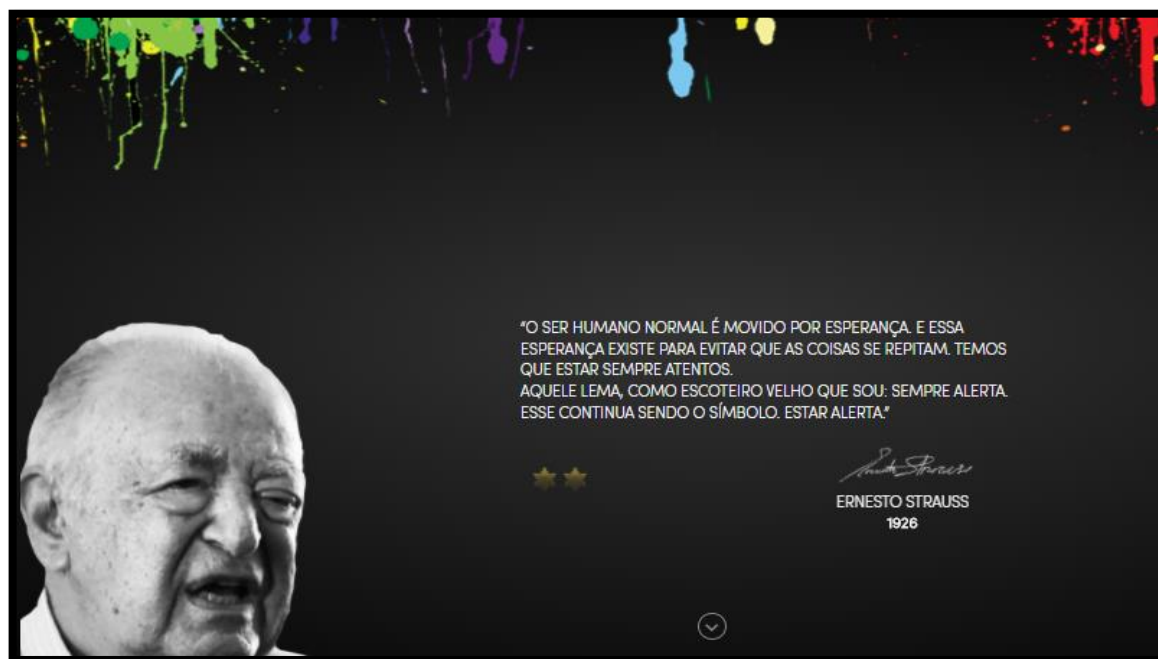 “O SER HUMANO NORMAL É MOVIDO POR ESPERANÇA. E ESSA
ESPERANÇA EXISTE PARA EVITAR QUE AS COISAS SE REPITAM. TEMOS
QUE ESTAR SEMPRE ATENTOS.
AQUELE LEMA, COMO ESCOTEIRO VELHO QUE SOU: SEMPRE ALERTA.
ESSE CONTINUA SENDO O SÍMBOLO. ESTAR ALERTA.”
ERNESTO STRAUSS
1926